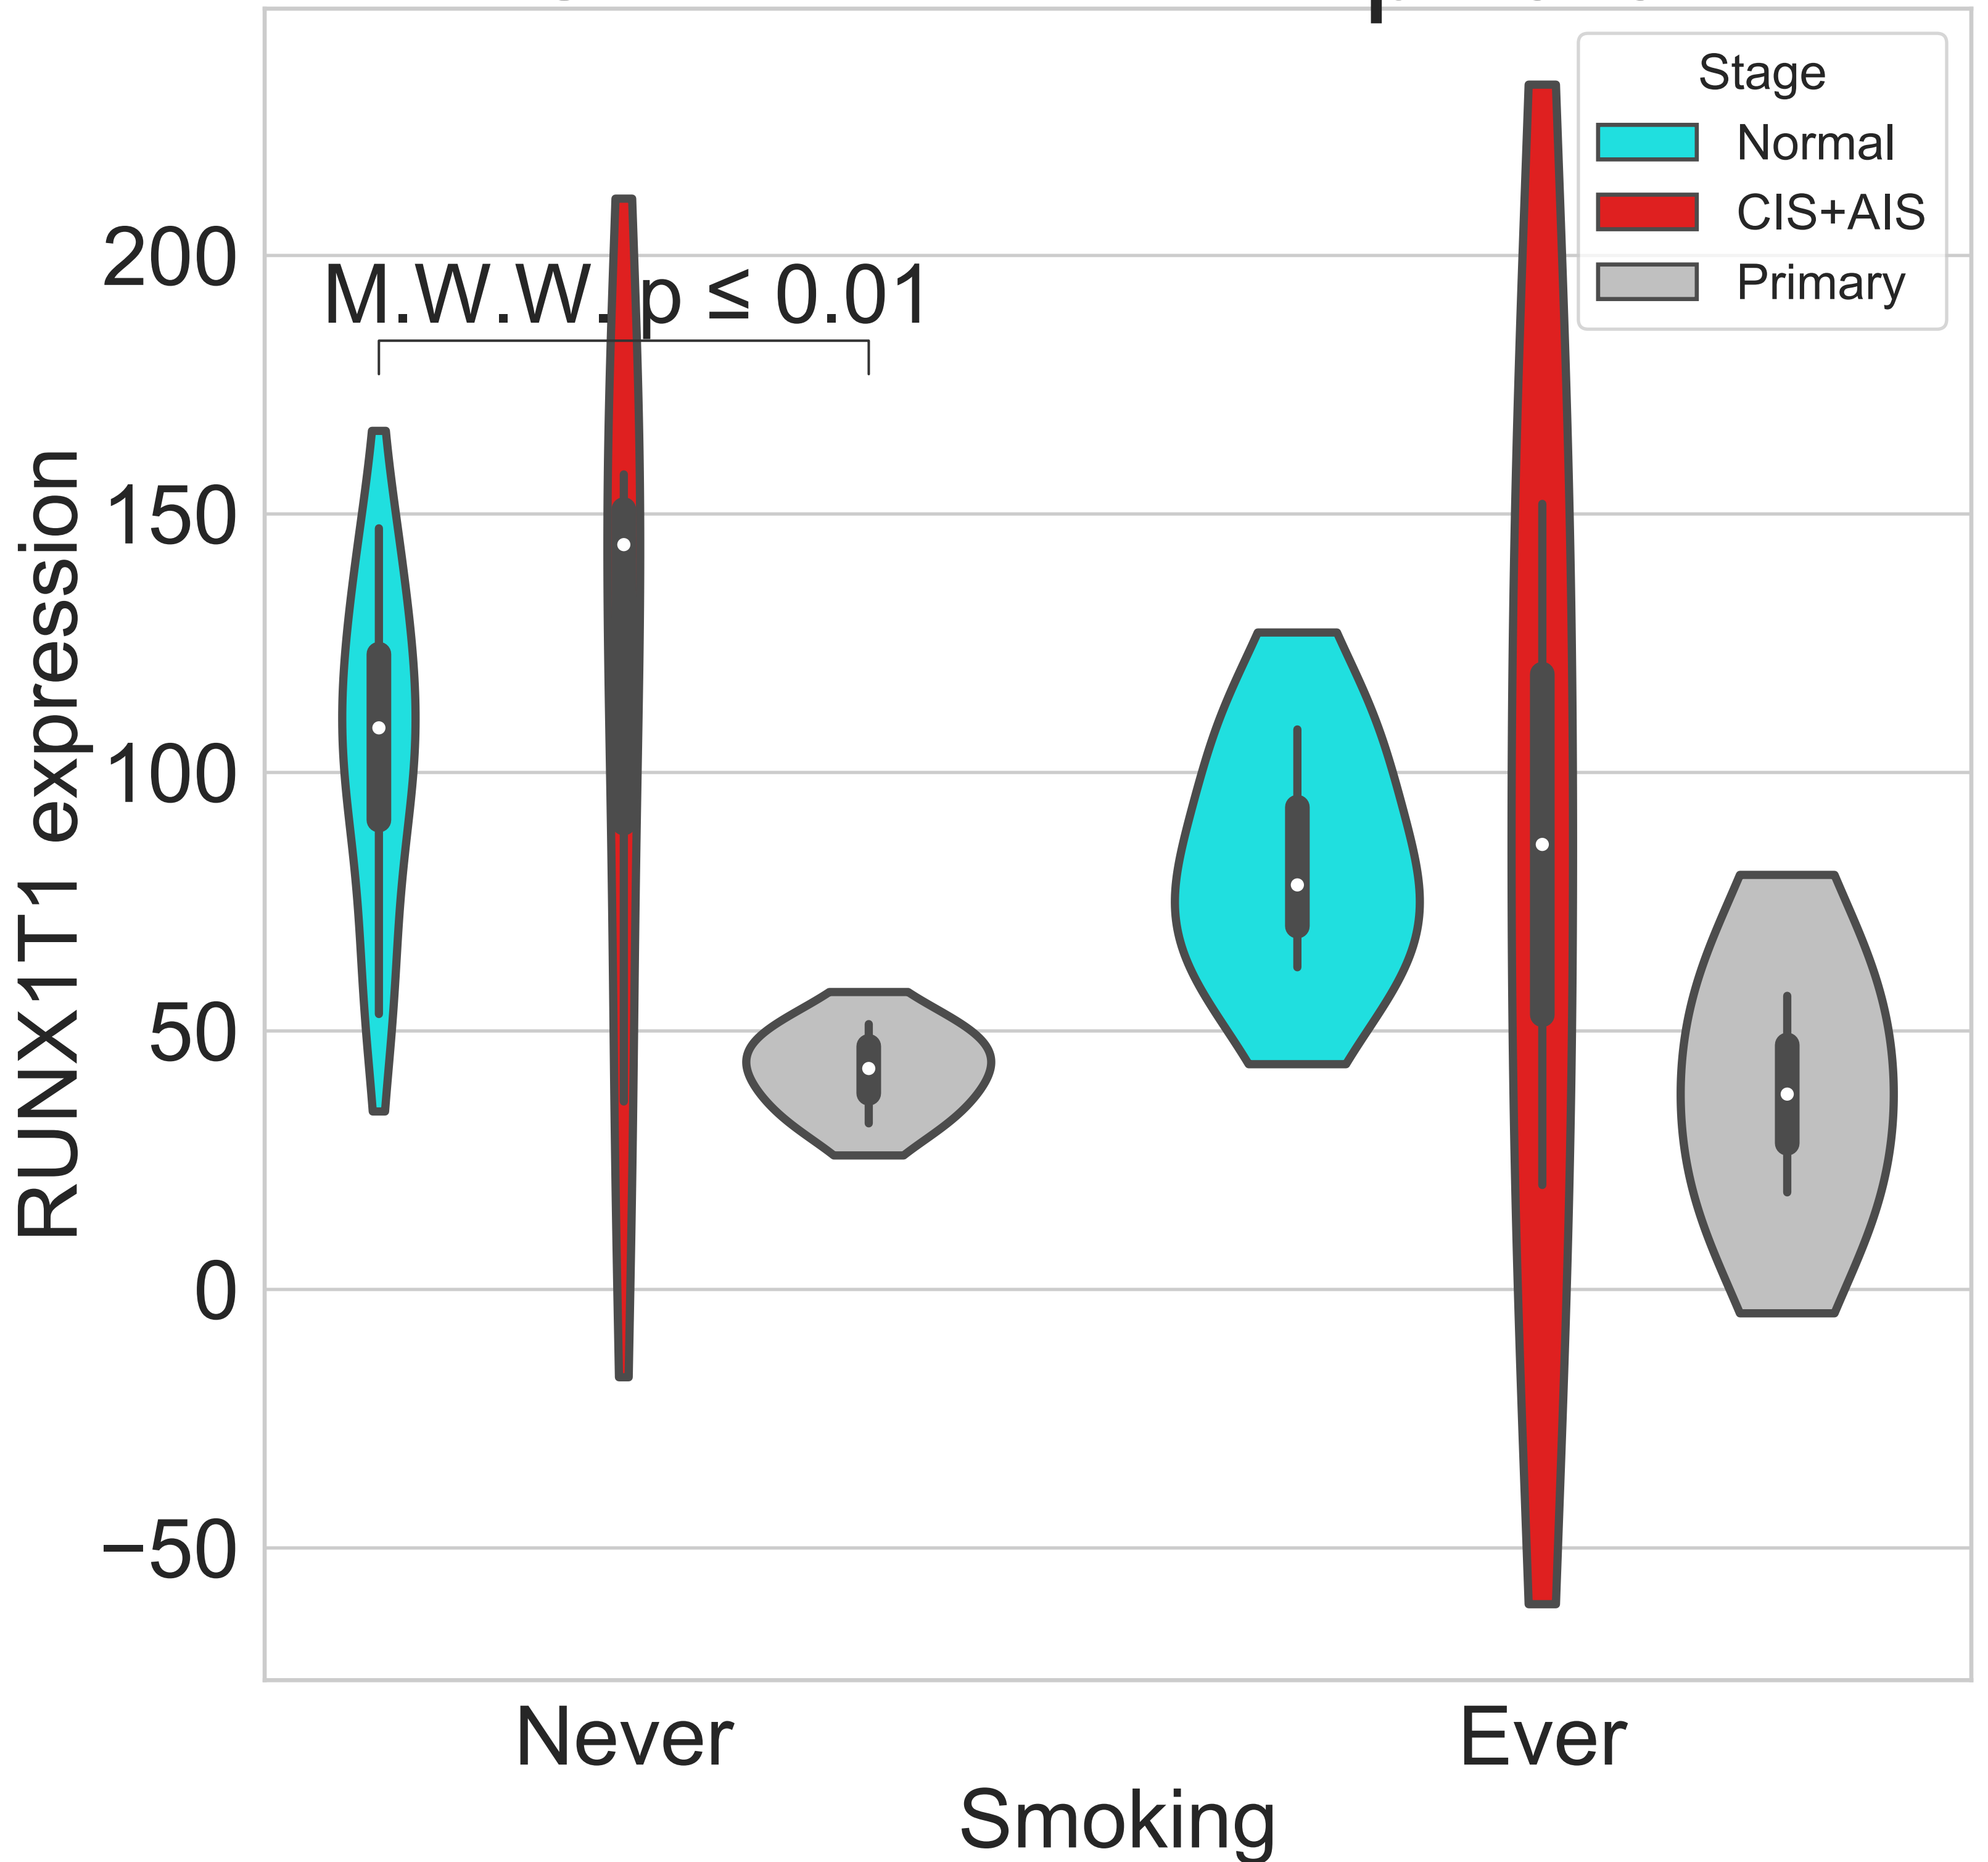 Stage
Normal
CIS+AIS
Primary
M.W.W. p ≤ 0.01
RUNX1T1 expression
200
150
100
50
0
−50
Never
Ever
Smoking